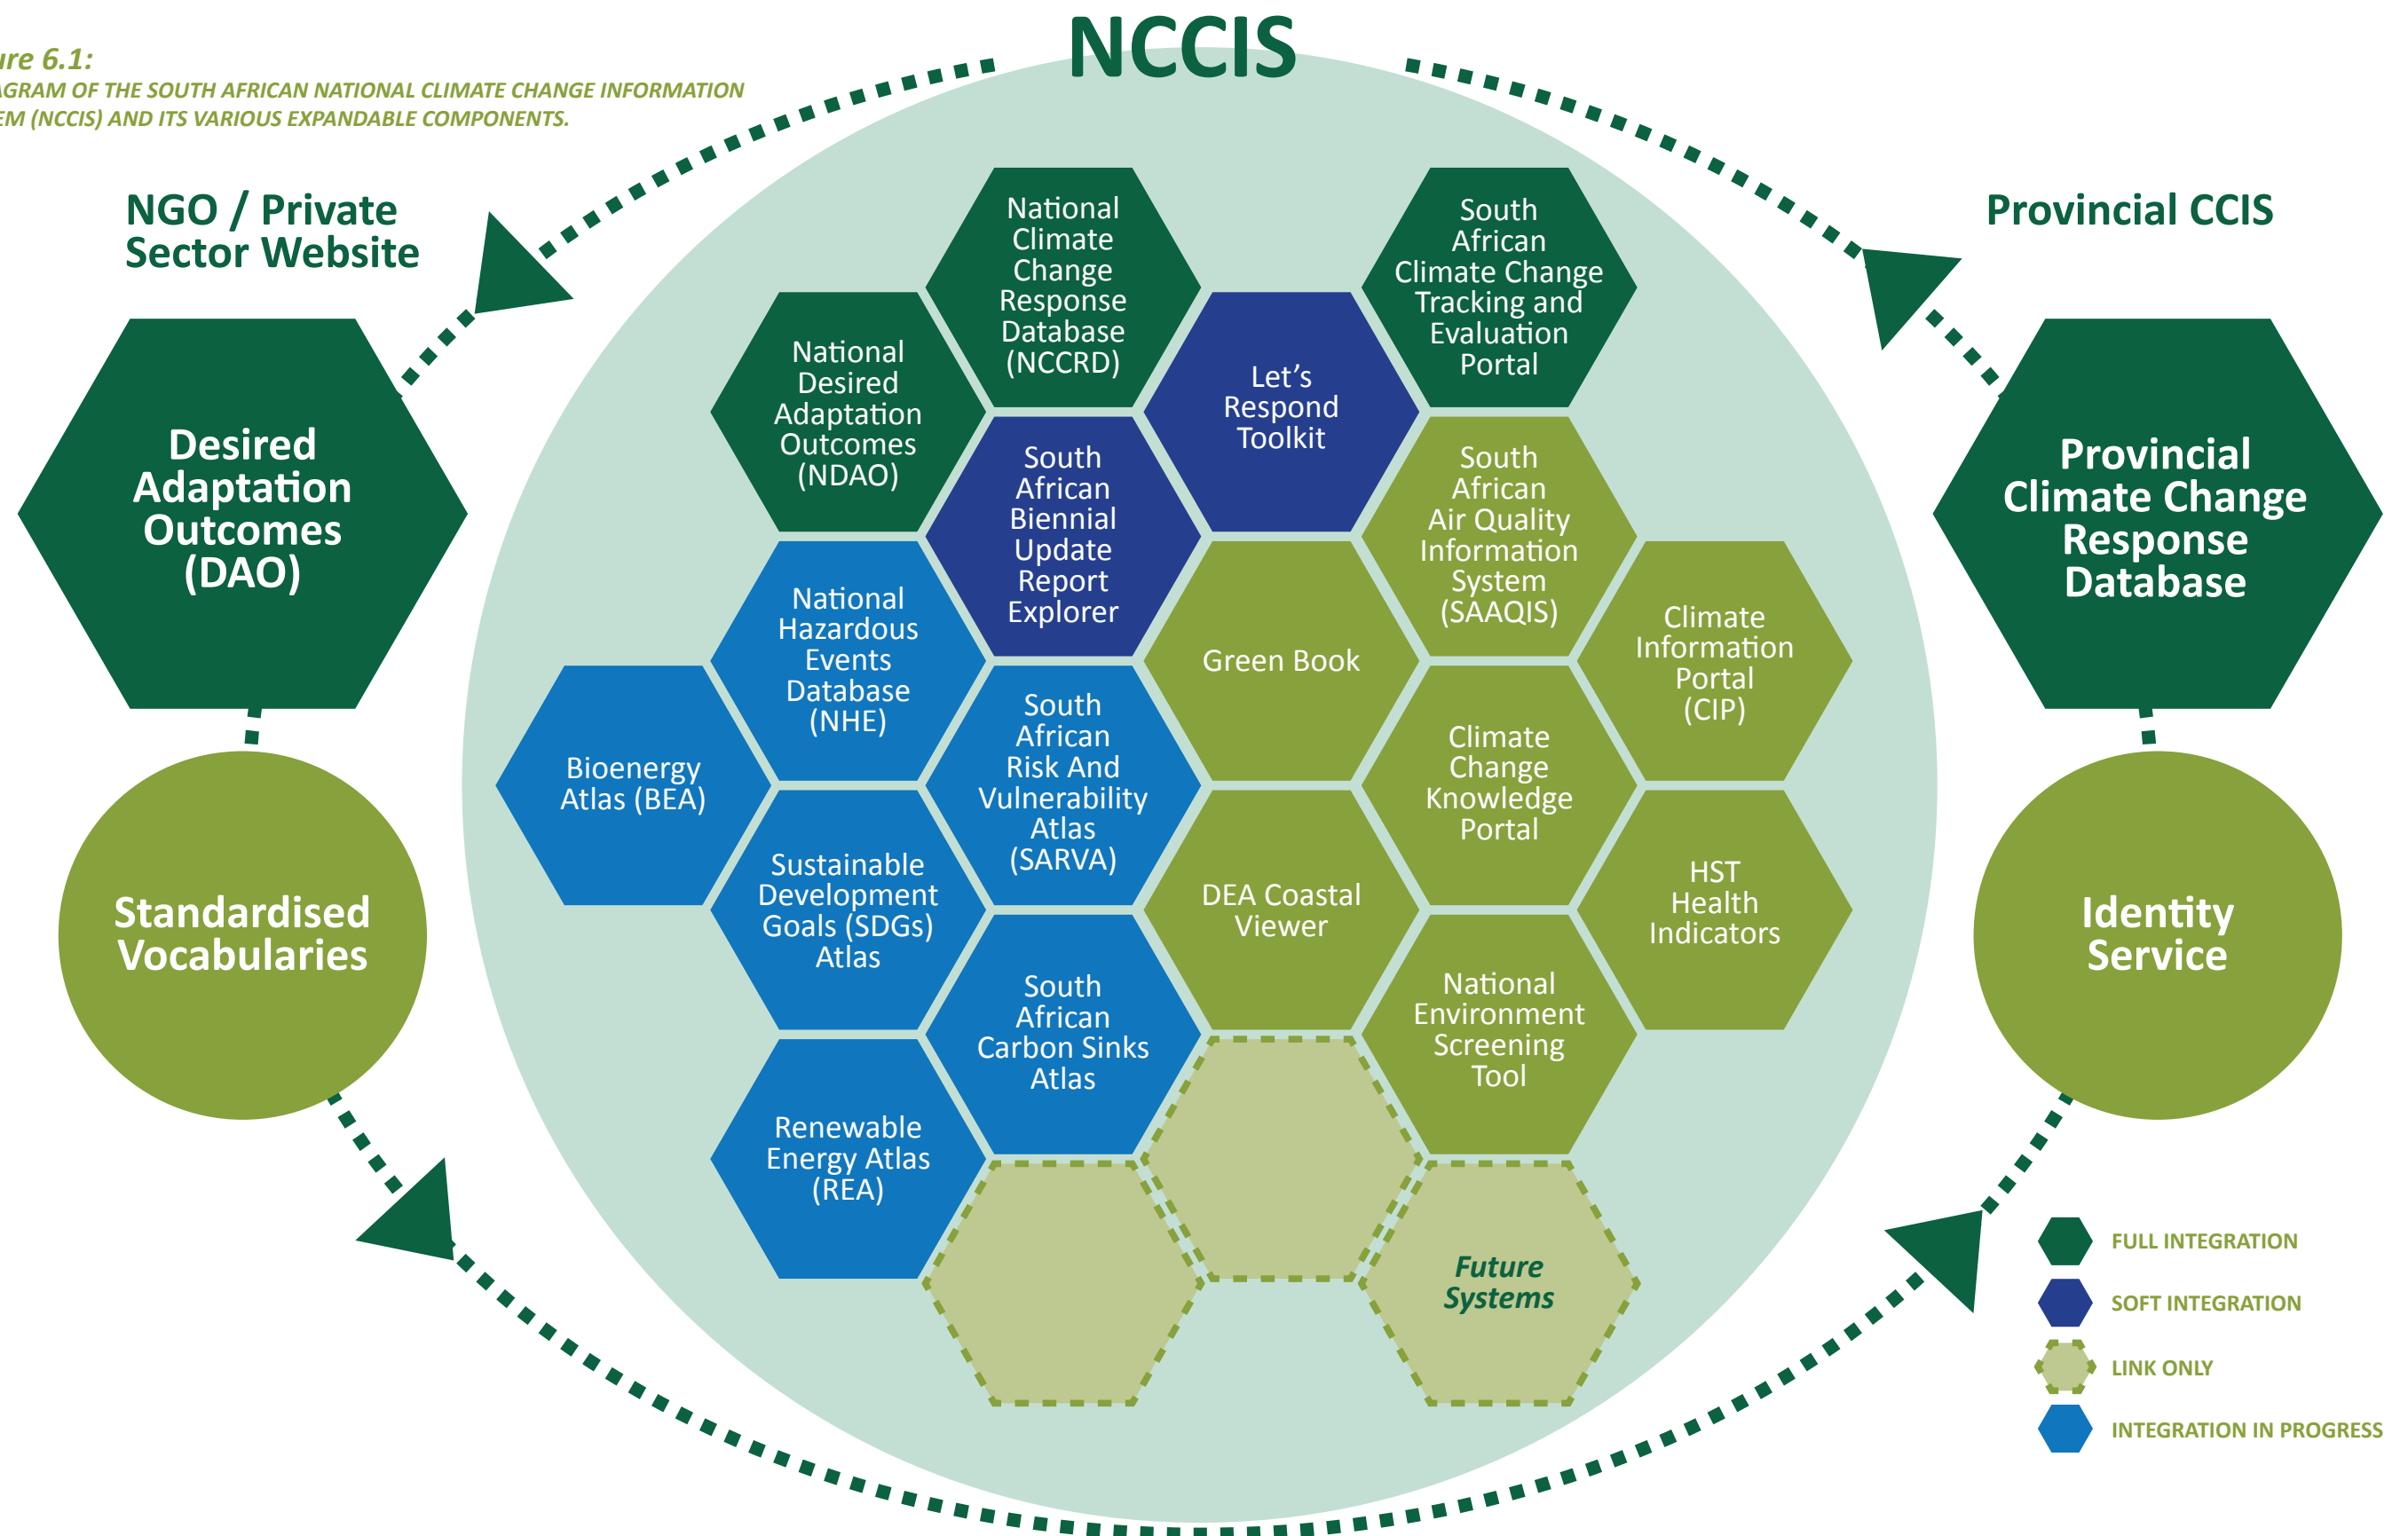 NCCIS
ure 6.1:
AGRAM OF THE SOUTH AFRICAN NATIONAL CLIMATE CHANGE INFORMATION
EM (NCCIS) AND ITS VARIOUS EXPANDABLE COMPONENTS.
NGO / Private
Sector Website
Desired
Adaptation
Outcomes
(DAO)
Standardised
Vocabularies
National
Climate
Change
Response
Database
(NCCRD)
South
African
Climate Change
Tracking and
Evaluation
Portal
National
Desired
Adaptation
Outcomes
(NDAO)
Let’s
Respond
Toolkit
South
African
Biennial
Update
Report
Explorer
South
African
Air Quality
Information
System
(SAAQIS)
National
Hazardous
Events
Database
(NHE)
Green Book
Climate
Information
Portal
(CIP)
Bioenergy
Atlas (BEA)
South
African
Risk And
Vulnerability
Atlas
(SARVA)
Climate
Change
Knowledge
Portal
Sustainable
Development
Goals (SDGs)
Atlas
DEA Coastal
Viewer
HST
Health
Indicators
South
African
Carbon Sinks
Atlas
National
Environment
Screening
Tool
Renewable
Energy Atlas
(REA)
Future
Systems
Provincial CCIS
Provincial
Climate Change
Response
Database
Identity
Service
FULL INTEGRATION
SOFT INTEGRATION
LINK ONLY
INTEGRATION IN PROGRESS